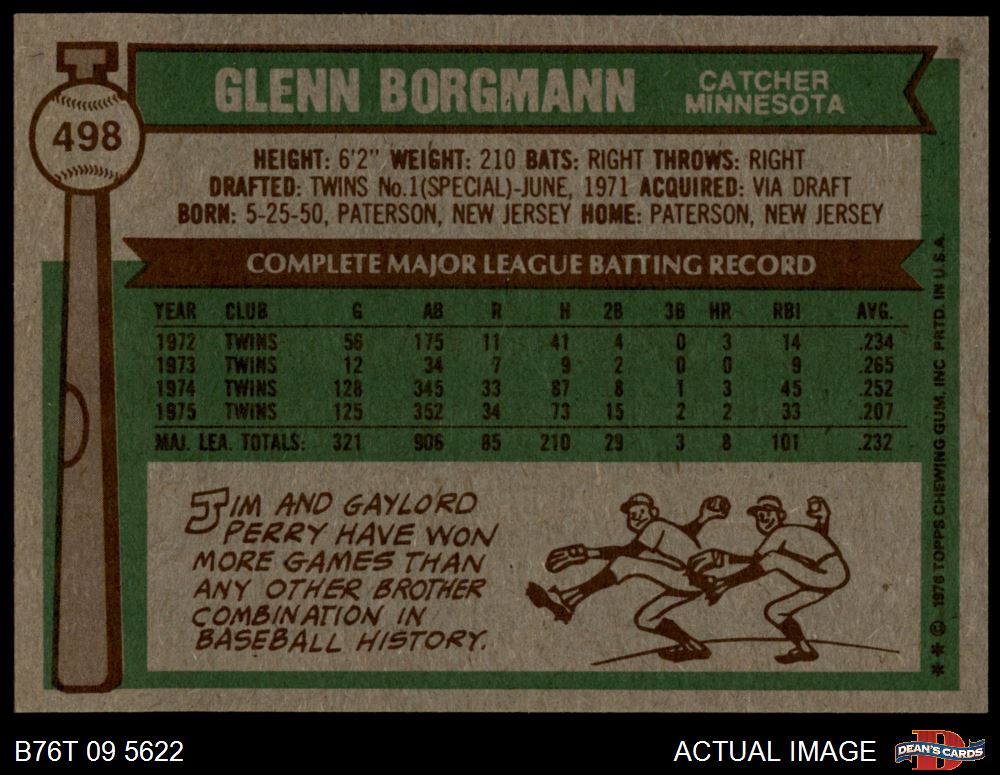 498
GLENN BORGMANN
CATCHER
MINNESOTA
HEIGHT: 6'2" WEIGHT: 210 BATS: RIGHT THROWS: RIGHT
DRAFTED: TWINS No.1(SPECIAL)-JUNE, 1971 ACQUIRED: VIA DRAFT
BORN: 5-25-50, PATERSON, NEW JERSEY HOME: PATERSON, NEW JERSEY
COMPLETE MAJOR LEAGUE BATTING RECORD
YEAR CLUB G AB R H 2B 3B HR RBI AVG.
1972 TWINS 56 175 11 41 4 0 3 14 .234
1973 TWINS 12 34 7 9 2 0 0 9 .265
1974 TWINS 128 345 33 87 8 1 3 45 .252
1975 TWINS 125 352 34 73 15 2 2 33 .207
MAJ. LEA. TOTALS: 321 906 85 210 29 3 8 101 .232
JIM AND GAYLORD
PERRY HAVE WON
MORE GAMES THAN
ANY OTHER BROTHER
COMBINATION IN
BASEBALL HISTORY.
** © 1976 TOPPS CHEWING GUM, INC PRTD. IN U.S.A.
B76T 09 5622
ACTUAL IMAGE
D
DEAN'S CARDS